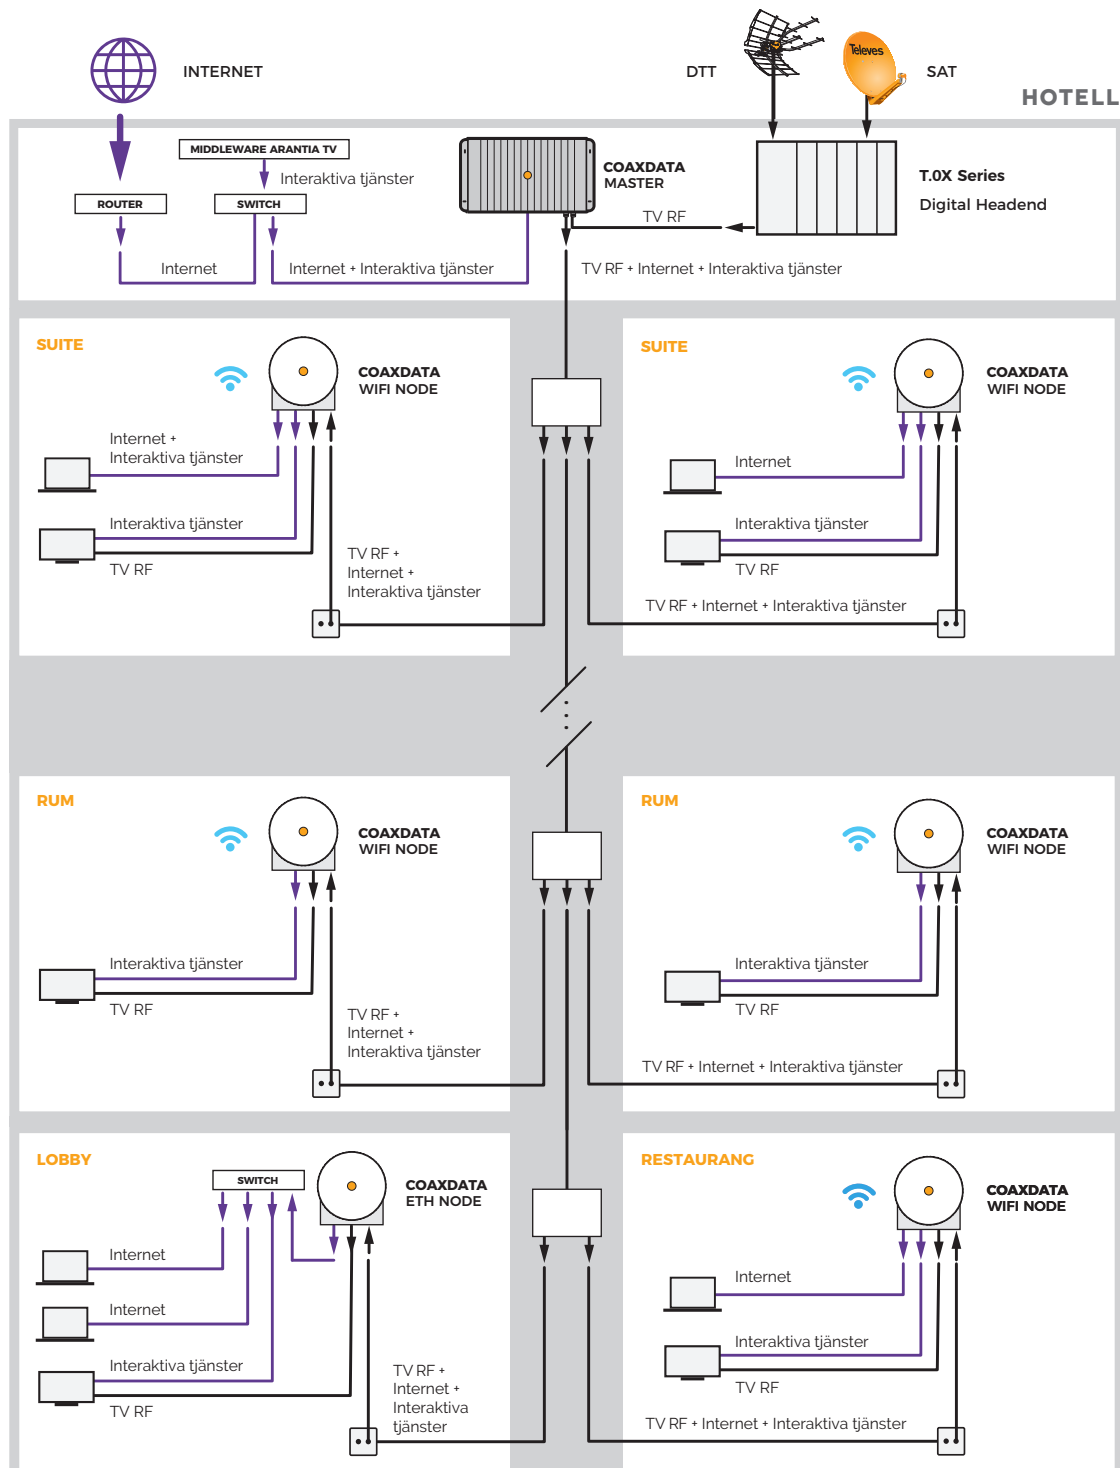 INTERNET
DTT
Televes
SAT
HOTELL
MIDDLEWARE ARANTIA TV
Interaktiva tjänster
ROUTER
SWITCH
COAXDATA
MASTER
TV RF
T.0X Series
Digital Headend
Internet
Internet + Interaktiva tjänster
TV RF + Internet + Interaktiva tjänster
SUITE
COAXDATA
WIFI NODE
Internet +
Interaktiva tjänster
Interaktiva tjänster
TV RF
TV RF +
Internet +
Interaktiva tjänster
SUITE
COAXDATA
WIFI NODE
Internet
Interaktiva tjänster
TV RF
TV RF + Internet + Interaktiva tjänster
RUM
COAXDATA
WIFI NODE
Interaktiva tjänster
TV RF
TV RF +
Internet +
Interaktiva tjänster
RUM
COAXDATA
WIFI NODE
Interaktiva tjänster
TV RF
TV RF + Internet + Interaktiva tjänster
LOBBY
SWITCH
COAXDATA
ETH NODE
Internet
Internet
Interaktiva tjänster
TV RF
TV RF +
Internet +
Interaktiva
tjänster
RESTAURANG
COAXDATA
WIFI NODE
Internet
Interaktiva tjänster
TV RF
TV RF + Internet + Interaktiva tjänster